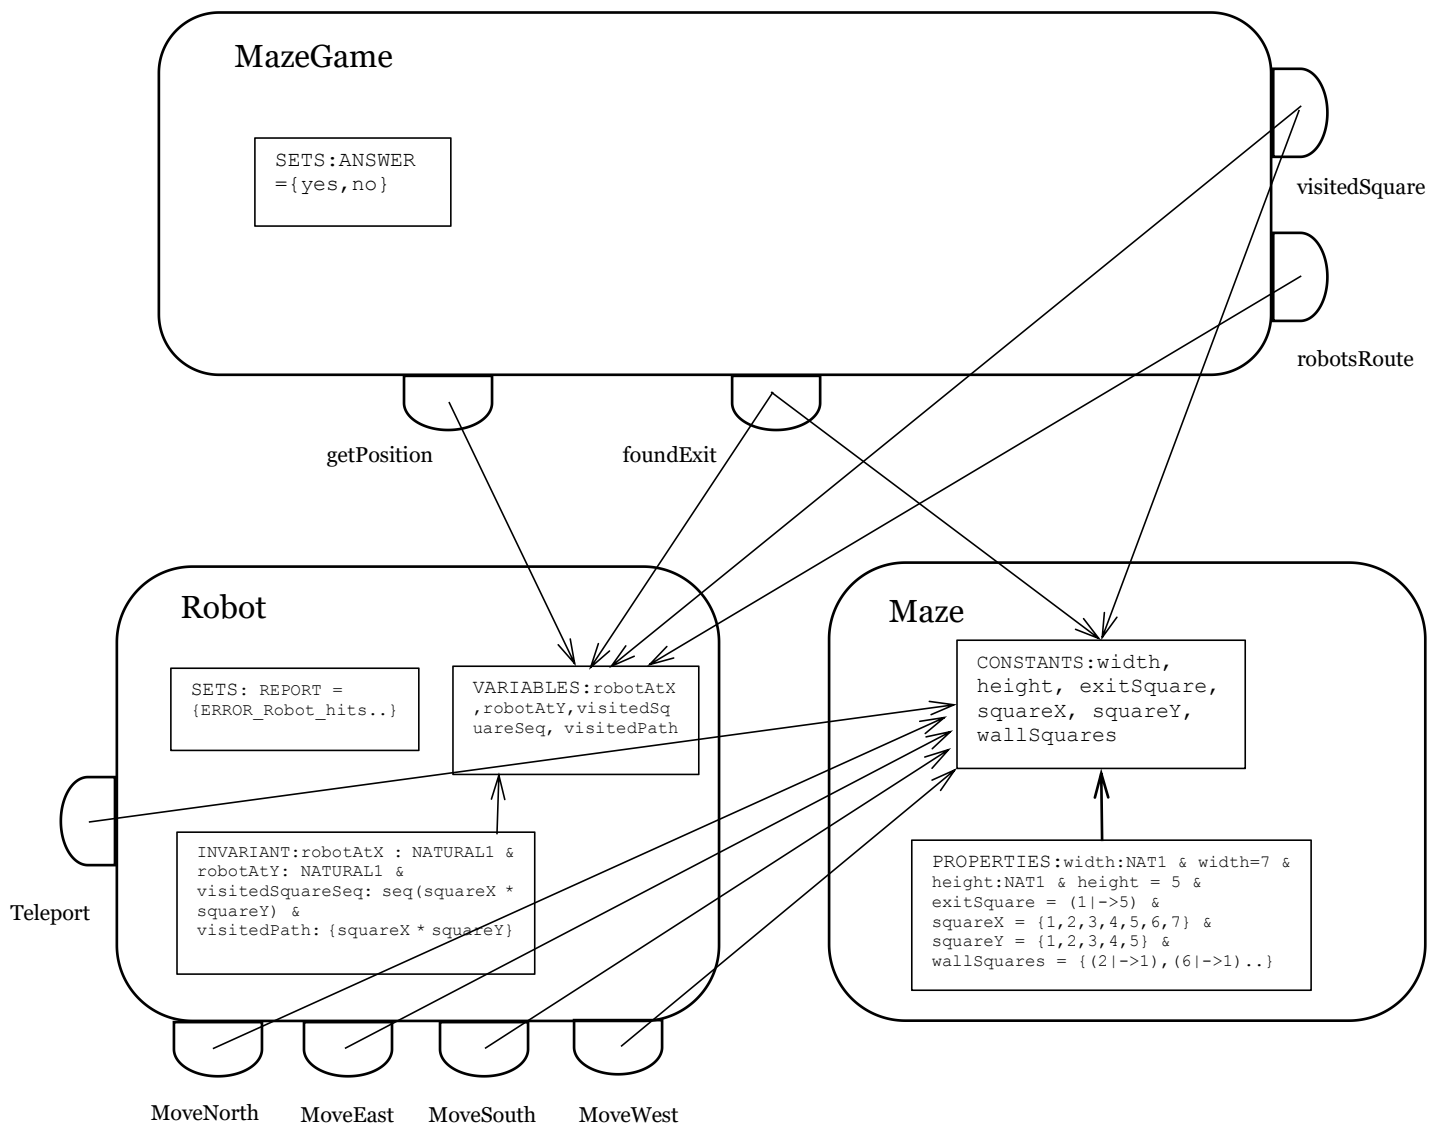 MazeGame
SETS:ANSWER
={yes,no}
visitedSquare
robotsRoute
getPosition
foundExit
Robot
SETS: REPORT =
{ERROR_Robot_hits..}
VARIABLES:robotAtX
,robotAtY,visitedSq
uareSeq, visitedPath
INVARIANT:robotAtX : NATURAL1 &
robotAtY: NATURAL1 &
visitedSquareSeq: seq(squareX *
squareY) &
visitedPath: {squareX * squareY}
Teleport
MoveNorth
MoveEast
MoveSouth
MoveWest
Maze
CONSTANTS:width,
height, exitSquare,
squareX, squareY,
wallSquares
PROPERTIES:width:NAT1 & width=7 &
height:NAT1 & height = 5 &
exitSquare = (1|->5) &
squareX = {1,2,3,4,5,6,7} &
squareY = {1,2,3,4,5} &
wallSquares = {(2|->1),(6|->1)..}